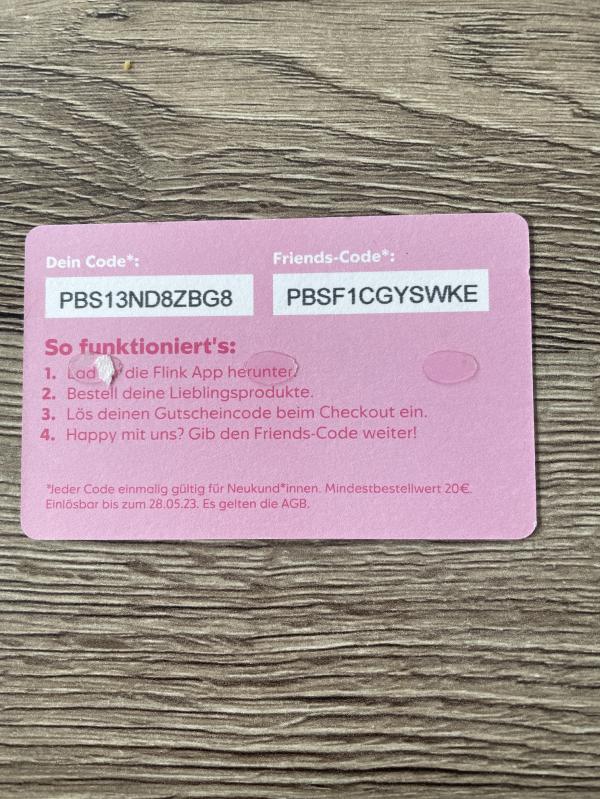 Dein Code*:
Friends-Code*:
PBS13ND8ZBG8
PBSF1CGYSWKE
So funktioniert's:
1. Lad die Flink App herunter.
2. Bestell deine Lieblingsprodukte.
3. Lös deinen Gutscheincode beim Checkout ein.
4. Happy mit uns? Gib den Friends-Code weiter!
*Jeder Code einmalig gültig für Neukund*innen. Mindestbestellwert 20€.
Einlösbar bis zum 28.05.23. Es gelten die AGB.